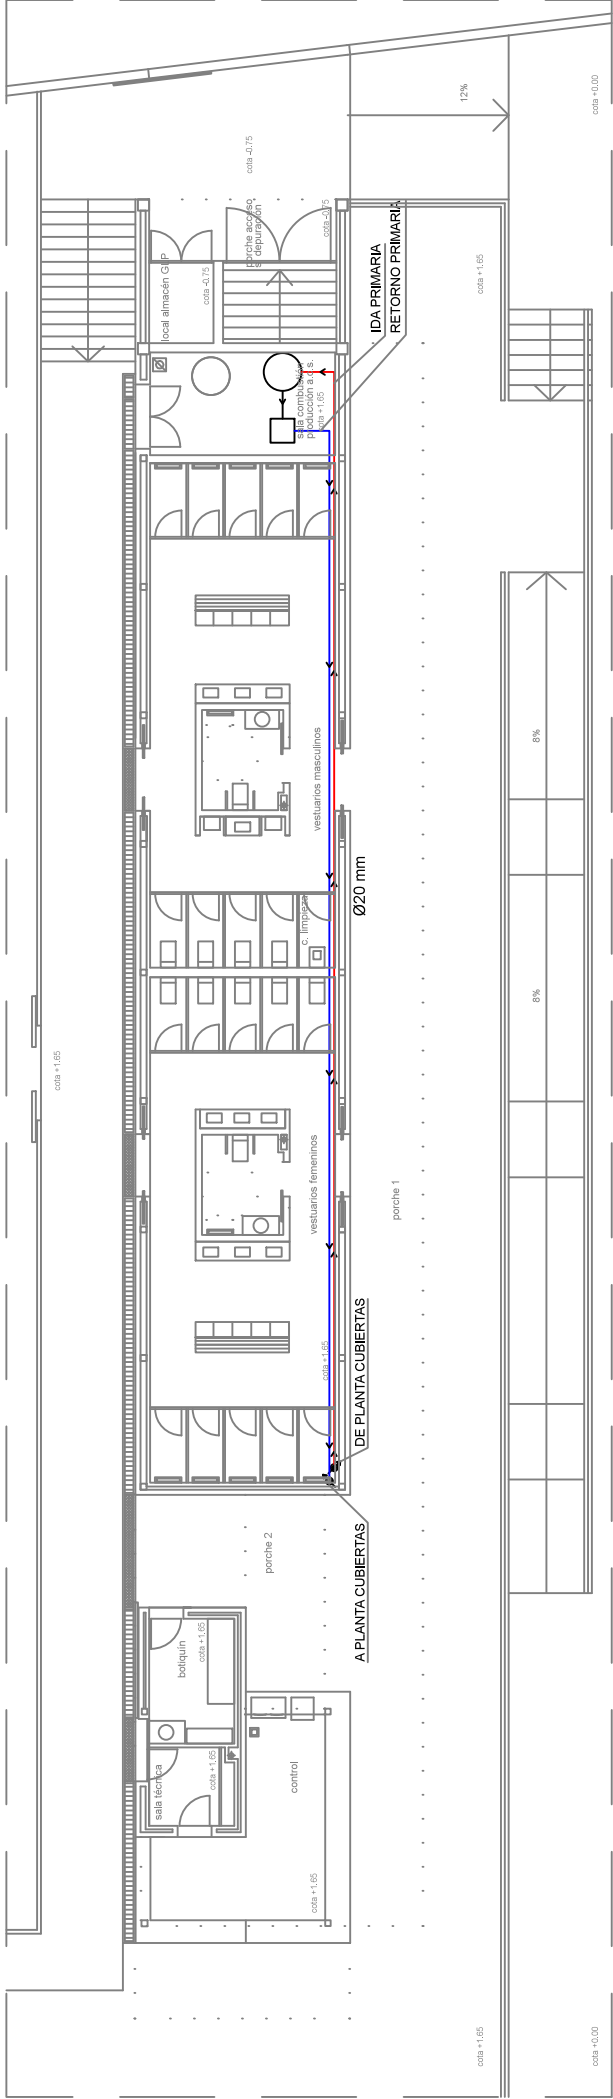 cota +0.00
12%
cota -0.75
porche acceso
s. depuración
cota -0.75
local almacén GLP
cota -0.75
IDA PRIMARIA
RETORNO PRIMARIA
cota +1.65
sala combustión
producción a.c.s.
cota +1.65
8%
vestuarios masculinos
Ø20 mm
c. limpieza
8%
cota +1.65
vestuarios femeninos
porche 1
cota +1.65
DE PLANTA CUBIERTAS
A PLANTA CUBIERTAS
porche 2
botiquín
cota +1.65
sala técnica
cota +1.65
control
cota +1.65
cota +1.65
cota +0.00